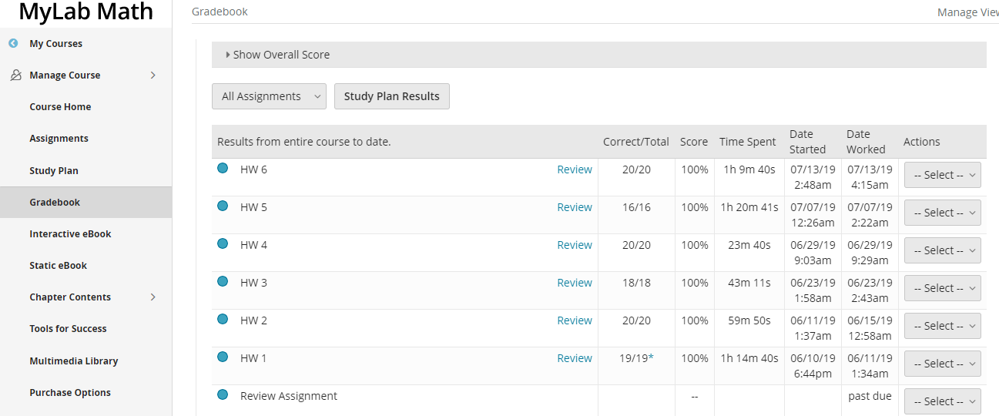 MyLab Math
My Courses
Manage Course
Course Home
Assignments
Study Plan
Gradebook
Interactive eBook
Static eBook
Chapter Contents
Tools for Success
Multimedia Library
Purchase Options
Gradebook
Manage View
Show Overall Score
All Assignments
Study Plan Results
Results from entire course to date. Correct/Total Score Time Spent Date Started Date Worked Actions
HW 6 Review 20/20 100% 1h 9m 40s 07/13/19 07/13/19 -- Select --
2:48am 4:15am
HW 5 Review 16/16 100% 1h 20m 41s 07/07/19 07/07/19 -- Select --
12:26am 2:22am
HW 4 Review 20/20 100% 23m 40s 06/29/19 06/29/19 -- Select --
9:03am 9:29am
HW 3 Review 18/18 100% 43m 11s 06/23/19 06/23/19 -- Select --
1:58am 2:43am
HW 2 Review 20/20 100% 59m 50s 06/11/19 06/15/19 -- Select --
1:37am 12:58am
HW 1 Review 19/19* 100% 1h 14m 40s 06/10/19 06/11/19 -- Select --
6:44pm 1:34am
Review Assignment -- past due -- Select --